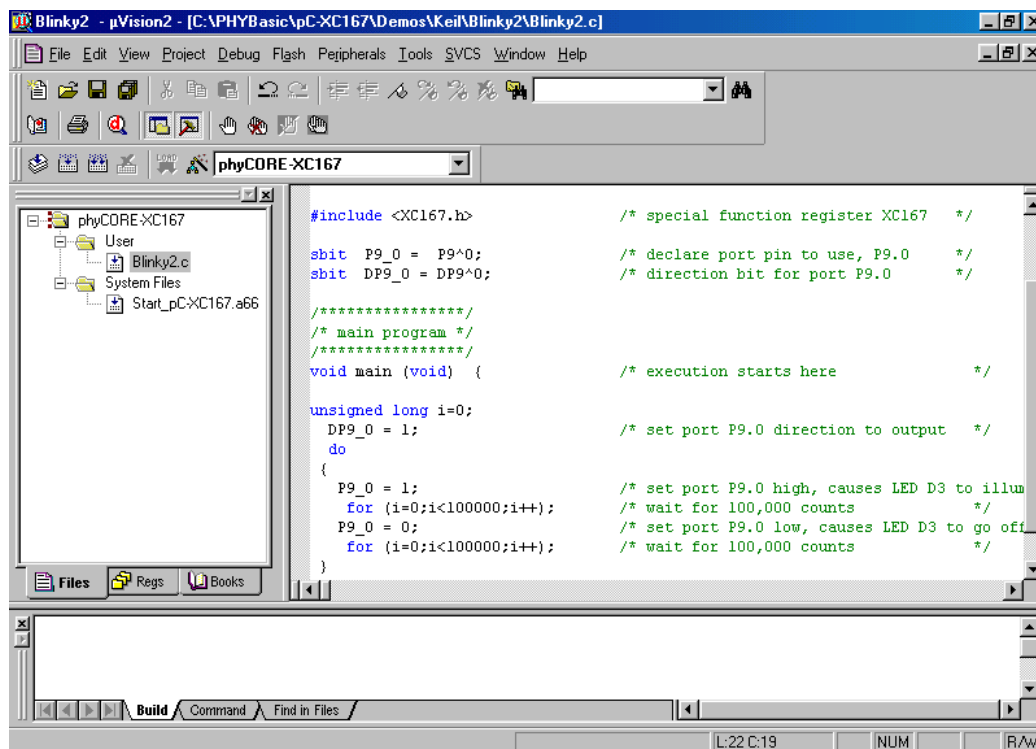 Blinky2 - µVision2 - [C:\PHYBasic\pC-XC167\Demos\Keil\Blinky2\Blinky2.c]
File Edit View Project Debug Flash Peripherals Tools SVCS Window Help
LOAD
phyCORE-XC167
phyCORE-XC167
User
Blinky2.c
System Files
Start_pC-XC167.a66
Files Regs Books
#include <XC167.h> /* special function register XC167 */
sbit P9_0 = P9^0; /* declare port pin to use, P9.0 */
sbit DP9_0 = DP9^0; /* direction bit for port P9.0 */
/****************/
/* main program */
/****************/
void main (void) { /* execution starts here */
unsigned long i=0;
DP9_0 = 1; /* set port P9.0 direction to output */
do
{
P9_0 = 1; /* set port P9.0 high, causes LED D3 to illum
for (i=0;i<100000;i++); /* wait for 100,000 counts */
P9_0 = 0; /* set port P9.0 low, causes LED D3 to go off
for (i=0;i<100000;i++); /* wait for 100,000 counts */
}
Build Command Find in Files
L:22 C:19 NUM R/W